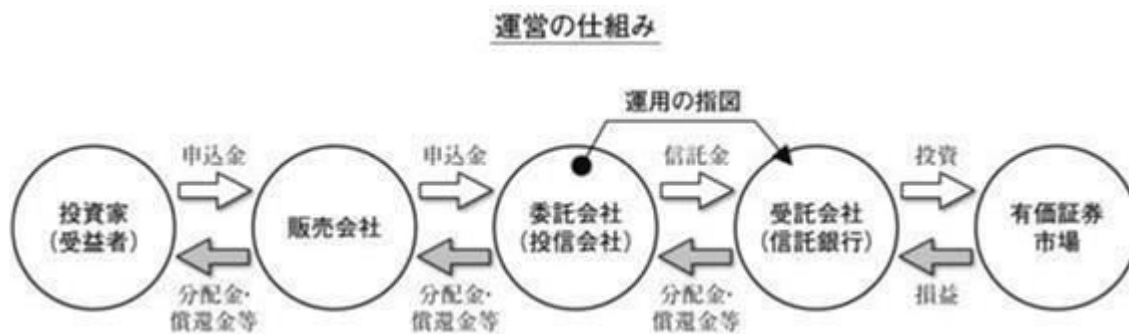 運営の仕組み
運用の指図
申込金
申込金
信託金
投資
投資家
(受益者)
販売会社
委託会社
(投信会社)
受託会社
(信託銀行)
有価証券
市場
分配金・
償還金等
分配金・
償還金等
分配金・
償還金等
損益